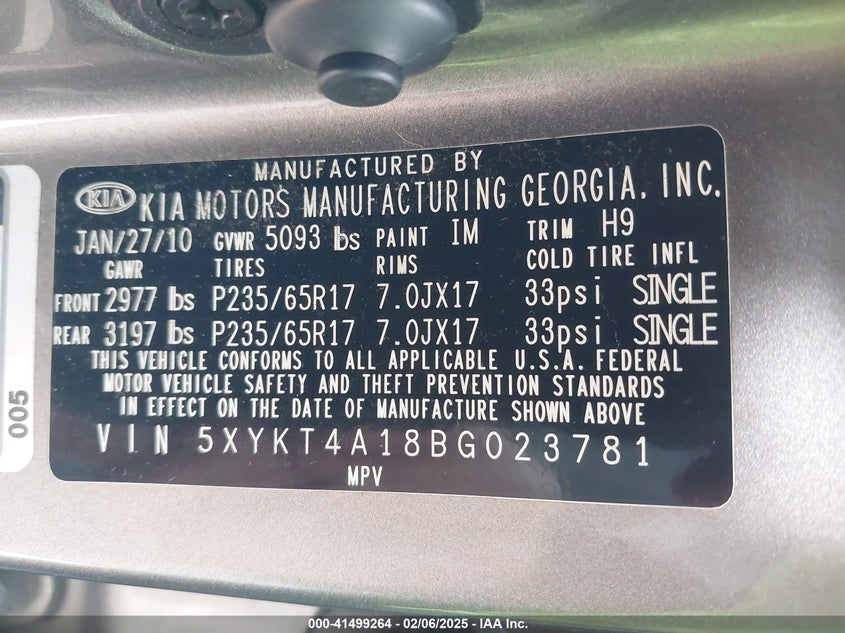 MANUFACTURED BY
KIA KIA MOTORS MANUFACTURING GEORGIA, INC.
JAN/27/10 GVWR 5093 lbs PAINT IM TRIM H9
GAWR TIRES RIMS COLD TIRE INFL
FRONT 2977 lbs P235/65R17 7.0JX17 33psi SINGLE
REAR 3197 lbs P235/65R17 7.0JX17 33psi SINGLE
THIS VEHICLE CONFORMS TO ALL APPLICABLE U.S.A. FEDERAL
MOTOR VEHICLE SAFETY AND THEFT PREVENTION STANDARDS
IN EFFECT ON THE DATE OF MANUFACTURE SHOWN ABOVE
VIN 5XYKT4A18BG023781
MPV
005
000-41499264 - 02/06/2025 - IAA Inc.